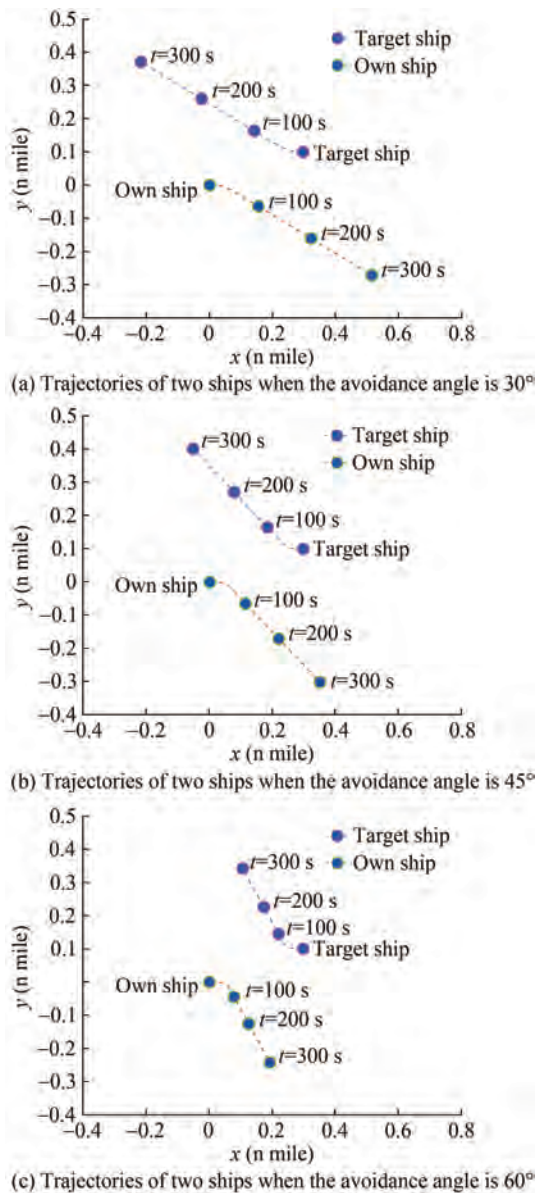 0.5
Target ship
t=300 s
0.4
Own ship
0.3
t=200 s
0.2
t=100 s
0.1
Target ship
0
Own ship
t=100 s
−0.1
t=200 s
−0.2
t=300 s
−0.3
−0.4
−0.4 −0.2 0 0.2 0.4 0.6 0.8
x (n mile)
y (n mile)
(a) Trajectories of two ships when the avoidance angle is 30°
0.5
Target ship
t=300 s
0.4
Own ship
0.3
t=200 s
0.2
t=100 s
0.1
Target ship
0
Own ship
t=100 s
−0.1
t=200 s
−0.2
t=300 s
−0.3
−0.4
−0.4 −0.2 0 0.2 0.4 0.6 0.8
x (n mile)
y (n mile)
(b) Trajectories of two ships when the avoidance angle is 45°
0.5
Target ship
0.4
Own ship
t=300 s
0.3
t=200 s
0.2
t=100 s
0.1
Target ship
Own ship
t=100 s
−0.1
t=200 s
−0.2
t=300 s
−0.3
−0.4
−0.4 −0.2 0 0.2 0.4 0.6 0.8
x (n mile)
y (n mile)
(c) Trajectories of two ships when the avoidance angle is 60°